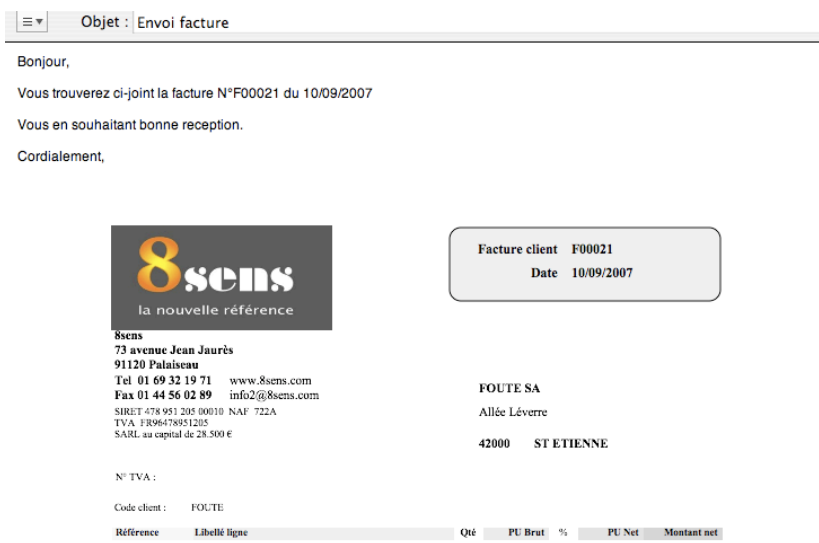 Objet : Envoi facture
Bonjour,
Vous trouverez ci-joint la facture N°F00021 du 10/09/2007
Vous en souhaitant bonne reception.
Cordialement,
8sens
la nouvelle référence
Facture client F00021
Date 10/09/2007
8sens
73 avenue Jean Jaurès
91120 Palaiseau
Tel 01 69 32 19 71 www.8sens.com
Fax 01 44 56 02 89 info2@8sens.com
SIRET 478 951 205 00010 NAF 722A
TVA FR96478951205
SARL au capital de 28.500 €
FOUTE SA
Allée Léverre
42000 ST ETIENNE
N° TVA :
Code client : FOUTE
Référence Libellé ligne Qté PU Brut % PU Net Montant net